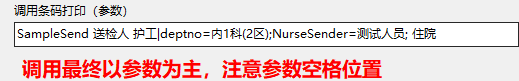 调用条码打印（参数）
SampleSend 送检人 护工|deptno=内1科(2区);NurseSender=测试人员; 住院
调用最终以参数为主，注意参数空格位置